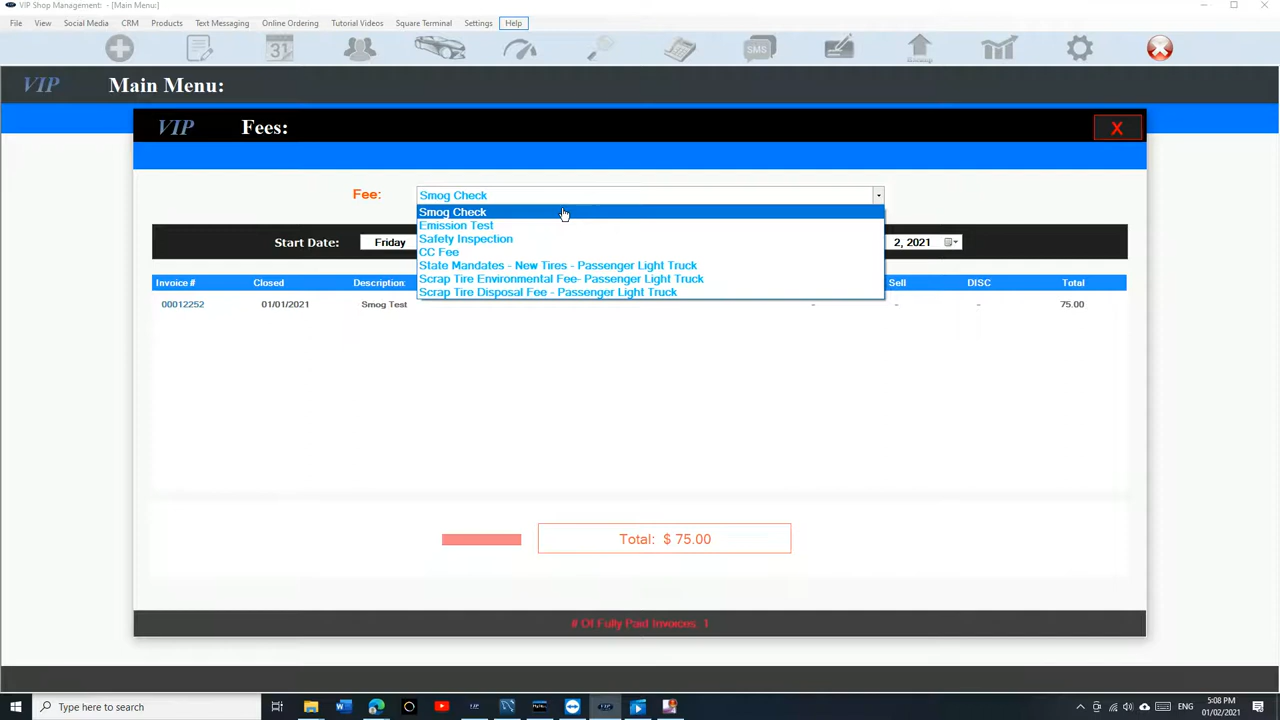 VIP Shop Management: - [Main Menu:]
File View Social Media CRM Products Text Messaging Online Ordering Tutorial Videos Square Terminal Settings Help
31 SMS
VIP Main Menu:
VIP Fees: X
Fee: Smog Check
Smog Check
Emission Test
Safety Inspection
CC Fee
State Mandates - New Tires - Passenger Light Truck
Scrap Tire Environmental Fee- Passenger Light Truck
Scrap Tire Disposal Fee - Passenger Light Truck
Start Date: Friday 2, 2021
Invoice # Closed Description: Sell DISC Total
00012252 01/01/2021 Smog Test - - - 75.00
Total: $ 75.00
# Of Fully Paid Invoices: 1
Type here to search
ENG
5:08 PM
01/02/2021